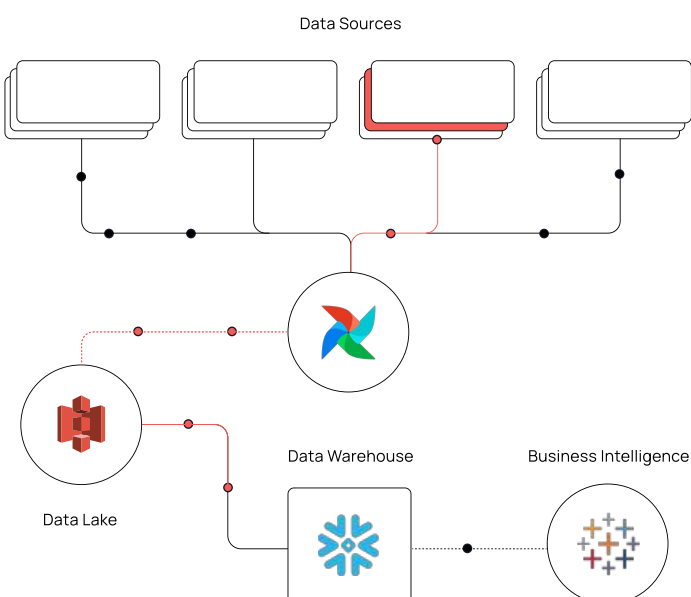 Data Sources
Data Warehouse
Business Intelligence
Data Lake